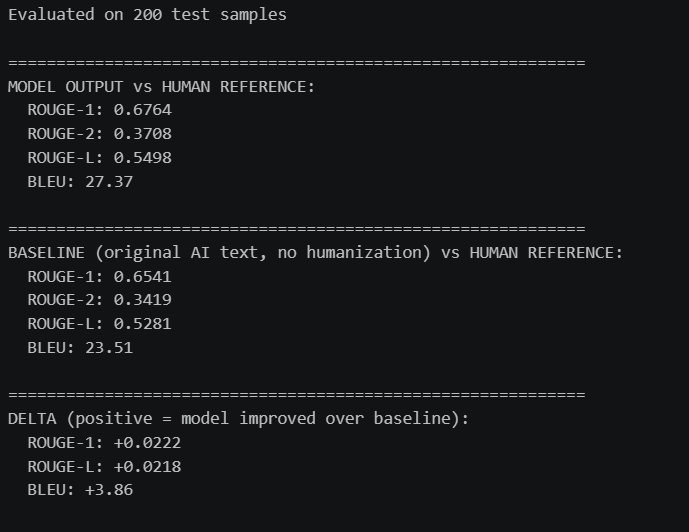 Evaluated on 200 test samples
============================================================
MODEL OUTPUT vs HUMAN REFERENCE:
ROUGE-1: 0.6764
ROUGE-2: 0.3708
ROUGE-L: 0.5498
BLEU: 27.37
============================================================
BASELINE (original AI text, no humanization) vs HUMAN REFERENCE:
ROUGE-1: 0.6541
ROUGE-2: 0.3419
ROUGE-L: 0.5281
BLEU: 23.51
============================================================
DELTA (positive = model improved over baseline):
ROUGE-1: +0.0222
ROUGE-L: +0.0218
BLEU: +3.86